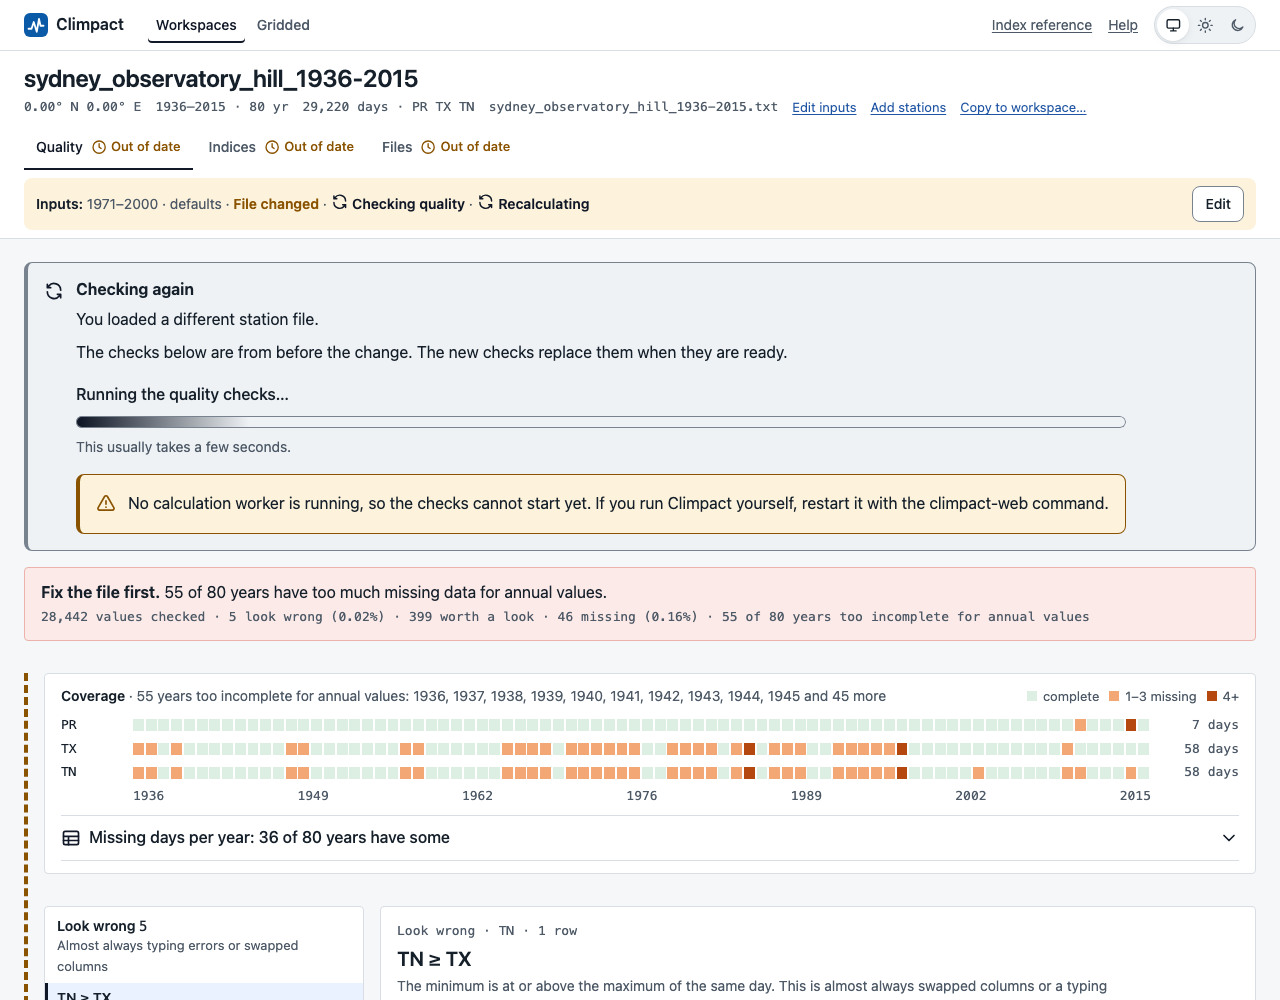 Climpact
Workspaces
Gridded
Index reference
Help
sydney_observatory_hill_1936-2015
0.00° N 0.00° E 1936–2015 · 80 yr 29,220 days · PR TX TN sydney_observatory_hill_1936-2015.txt Edit inputs Add stations Copy to workspace…
Quality Out of date Indices Out of date Files Out of date
Inputs: 1971–2000 · defaults · File changed · Checking quality · Recalculating
Edit
Checking again
You loaded a different station file.
The checks below are from before the change. The new checks replace them when they are ready.
Running the quality checks…
This usually takes a few seconds.
No calculation worker is running, so the checks cannot start yet. If you run Climpact yourself, restart it with the climpact-web command.
Fix the file first. 55 of 80 years have too much missing data for annual values.
28,442 values checked · 5 look wrong (0.02%) · 399 worth a look · 46 missing (0.16%) · 55 of 80 years too incomplete for annual values
Coverage · 55 years too incomplete for annual values: 1936, 1937, 1938, 1939, 1940, 1941, 1942, 1943, 1944, 1945 and 45 more
complete 1–3 missing 4+
PR 7 days
TX 58 days
TN 58 days
1936 1949 1962 1976 1989 2002 2015
Missing days per year: 36 of 80 years have some
Look wrong 5
Almost always typing errors or swapped
columns
TN ≥ TX
Look wrong · TN · 1 row
TN ≥ TX
The minimum is at or above the maximum of the same day. This is almost always swapped columns or a typing